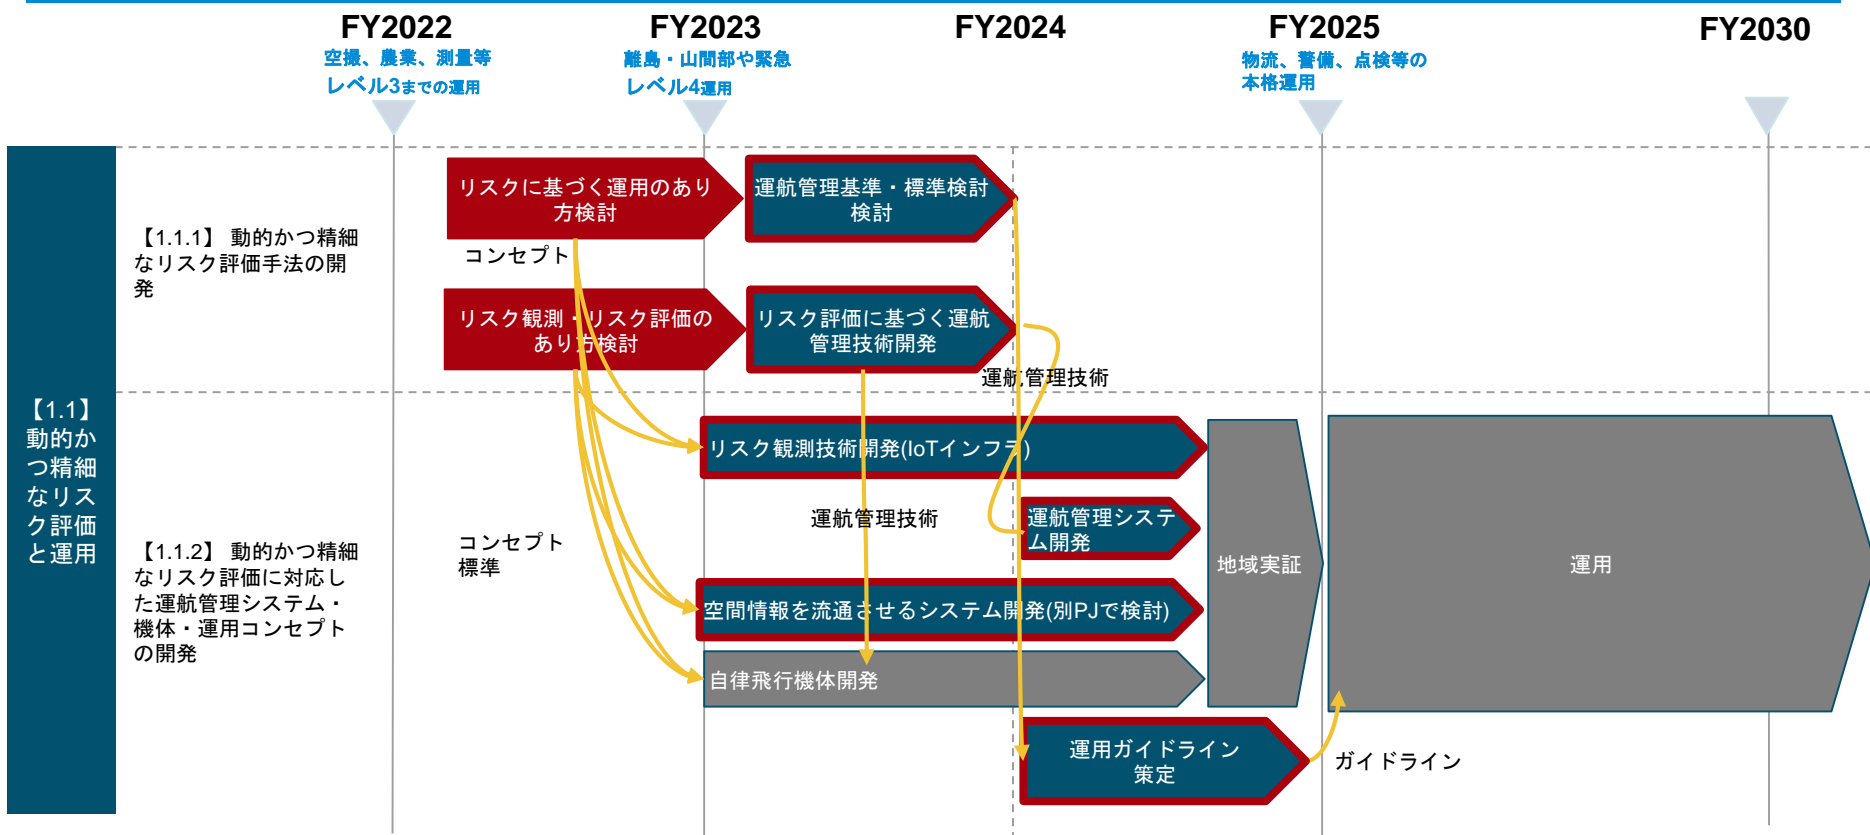 FY2022
FY2023
FY2024
FY2025
FY2030
空撮、農業、測量等
レベル3までの運用
離島・山間部や緊急
レベル4運用
物流、警備、点検等の
本格運用
【1.1】
動的か
つ精細
なリス
ク評価
と運用
【1.1.1】 動的かつ精細
なリスク評価手法の開
発
リスクに基づく運用のあり
方検討
運航管理基準・標準検討
検討
コンセプト
リスク観測・リスク評価の
あり方検討
リスク評価に基づく運航
管理技術開発
運航管理技術
【1.1.2】 動的かつ精細
なリスク評価に対応し
た運航管理システム・
機体・運用コンセプト
の開発
コンセプト
標準
リスク観測技術開発(IoTインフラ)
運航管理技術
運航管理システ
ム開発
空間情報を流通させるシステム開発(別PJで検討)
自律飛行機体開発
地域実証
運用
運用ガイドライン
策定
ガイドライン